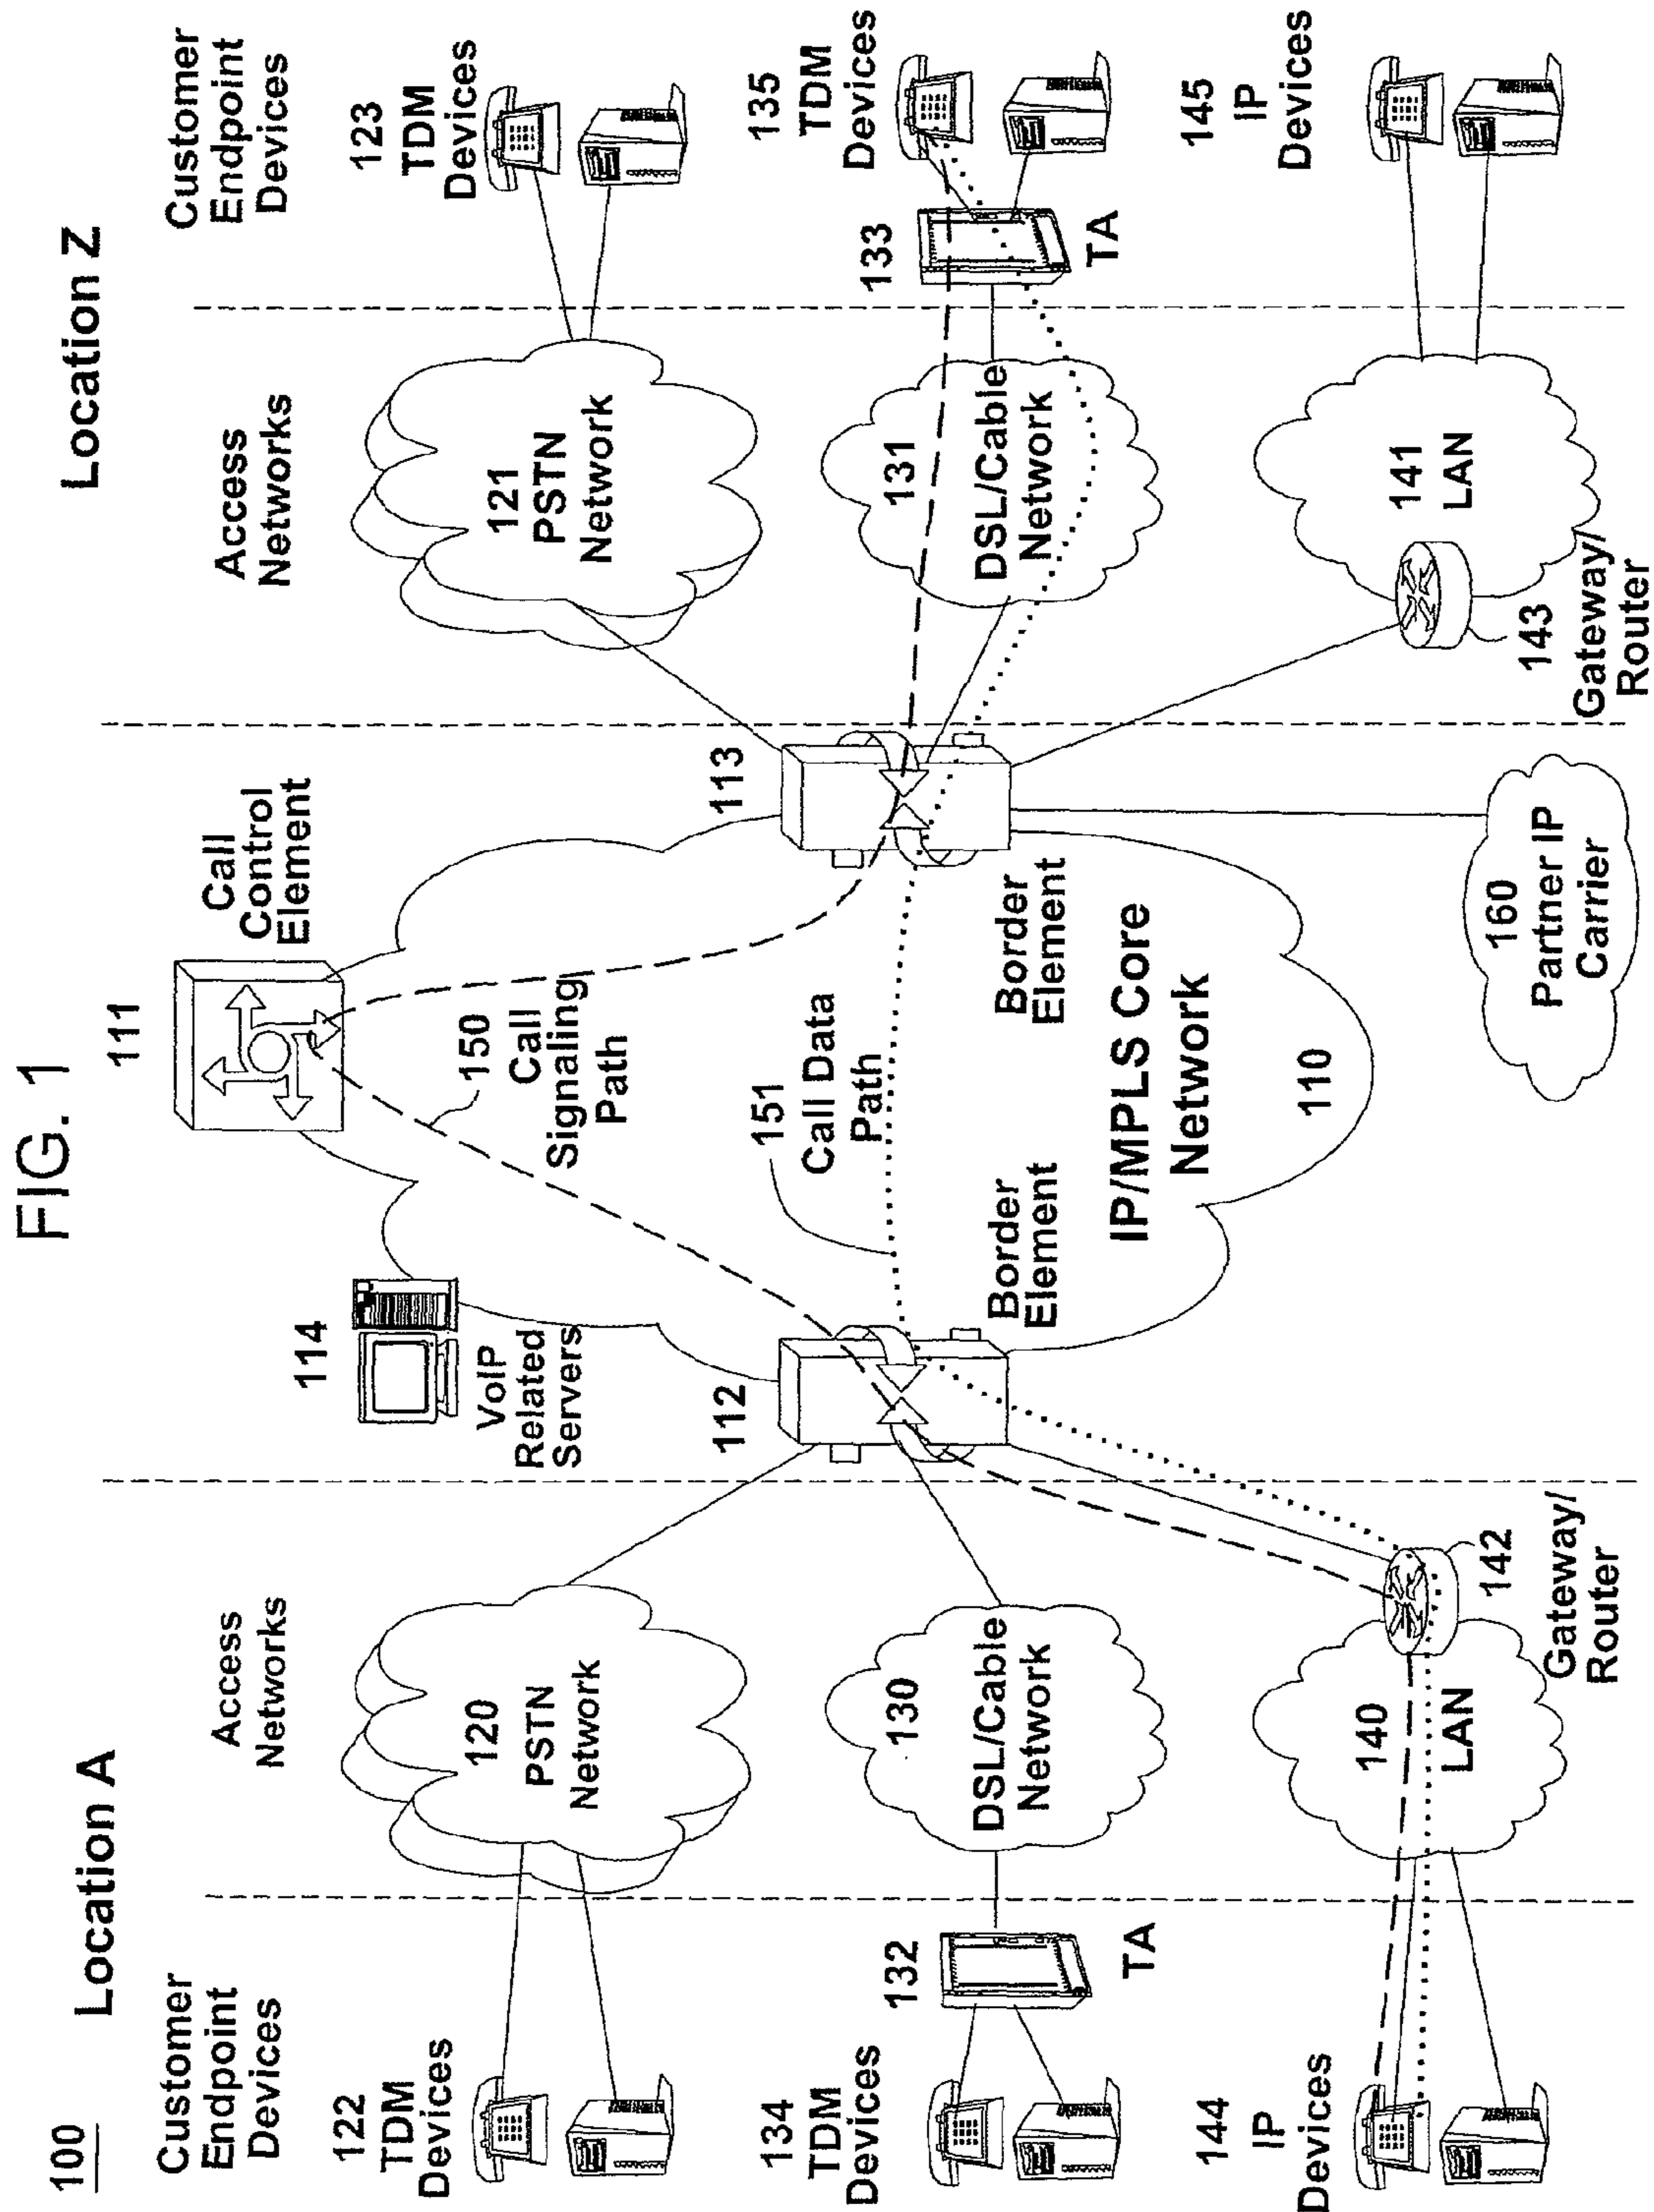 FIG. 1
100
Location A
Location Z
Customer
Endpoint
Devices
Access
Networks
111
Call
Control
Element
Access
Networks
Customer
Endpoint
Devices
114
VoIP
Related
Servers
122
TDM
Devices
120
PSTN
Network
150
Call
Signaling
Path
121
PSTN
Network
123
TDM
Devices
134
TDM
Devices
132
TA
130
DSL/Cable
Network
112
151
Call Data
Path
113
131
DSL/Cable
Network
133
TA
135
TDM
Devices
Border
Element
Border
Element
IP/MPLS Core
Network
110
144
IP
Devices
140
LAN
142
Gateway/
Router
160
Partner IP
Carrier
143
Gateway/
Router
141
LAN
145
IP
Devices